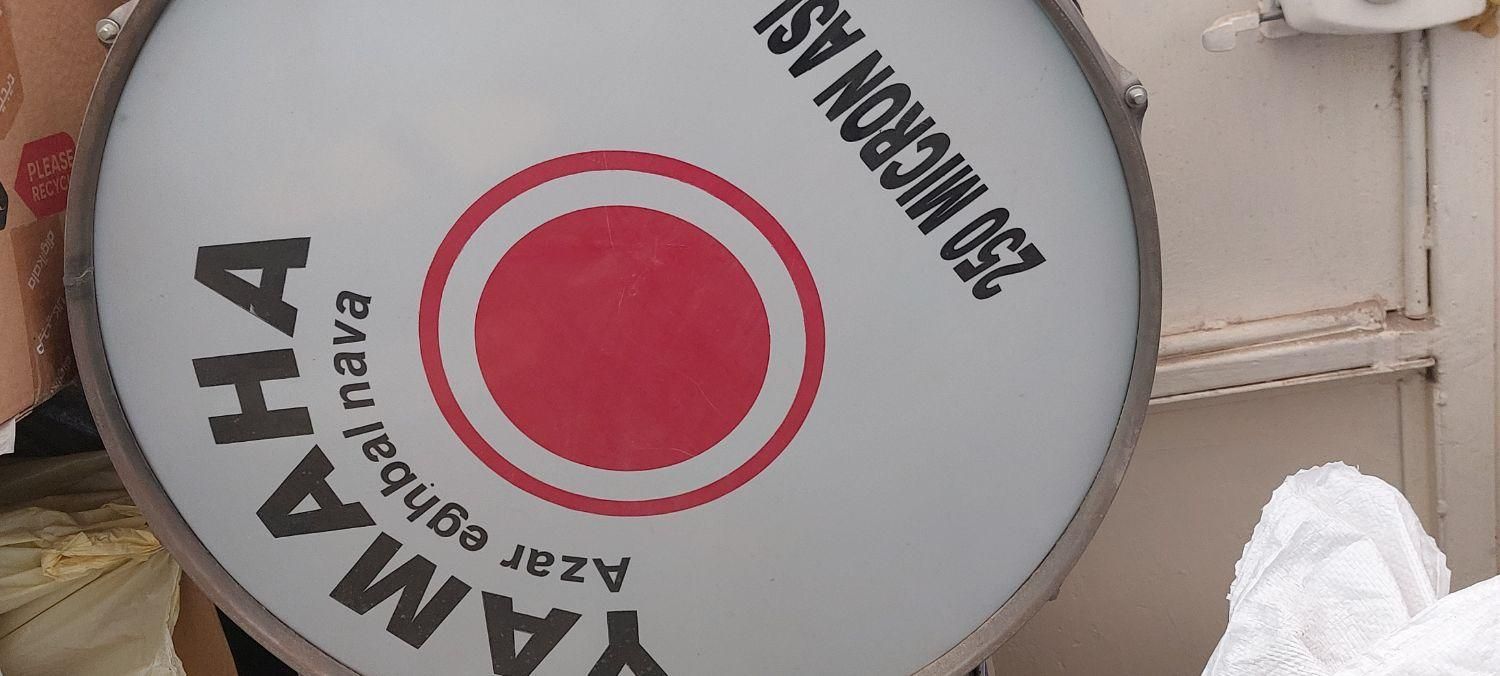 YAMAHA
Azar eghbal nava
250 MICRON ASI
PLEASE
RECYCL